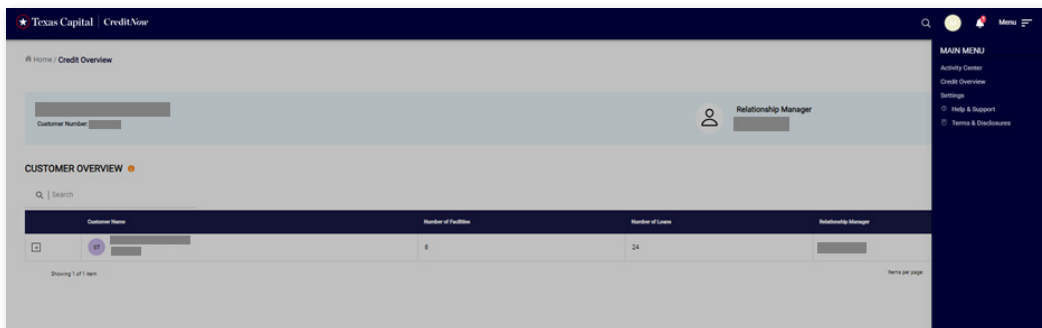 Texas Capital | CreditNow
Menu
Home / Credit Overview
MAIN MENU
Activity Center
Credit Overview
Settings
Help & Support
Terms & Disclosures
Customer Number:
Relationship Manager
CUSTOMER OVERVIEW
Search
Customer Name Number of Facilities Number of Loans Relationship Manager
ST 8 24
Showing 1 of 1 item Items per page: